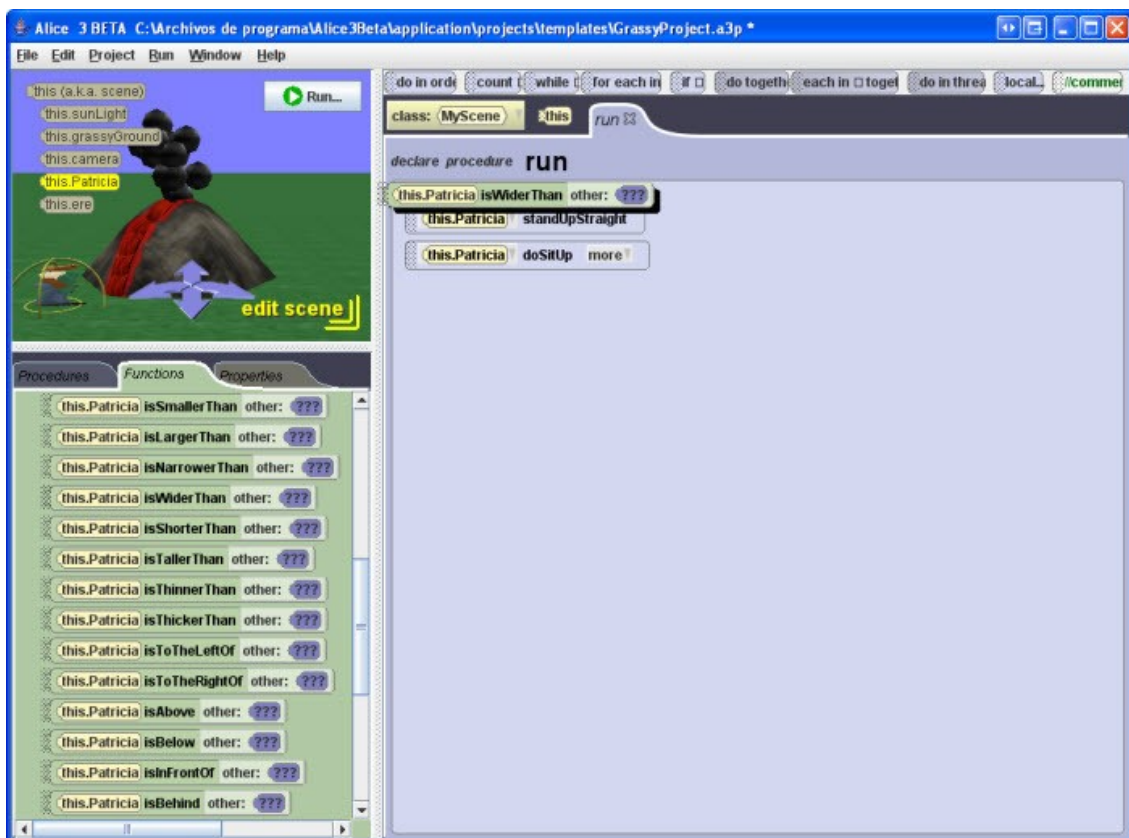 Alice 3 BETA C:\Archivos de programa\Alice3Beta\application\projects\templates\GrassyProject.a3p *
File Edit Project Run Window Help
this (a.k.a. scene)
this.sunLight
this.grassyGround
this.camera
this.Patricia
this.ere
Run...
edit scene
do in orde count while for each in if do togeth each in toget do in threa local... //commen
class: MyScene this run
declare procedure run
this.Patricia isWiderThan other: ???
this.Patricia standUpStraight
this.Patricia doSitUp more
Procedures Functions Properties
this.Patricia isSmallerThan other: ???
this.Patricia isLargerThan other: ???
this.Patricia isNarrowerThan other: ???
this.Patricia isWiderThan other: ???
this.Patricia isShorterThan other: ???
this.Patricia isTallerThan other: ???
this.Patricia isThinnerThan other: ???
this.Patricia isThickerThan other: ???
this.Patricia isToTheLeftOf other: ???
this.Patricia isToTheRightOf other: ???
this.Patricia isAbove other: ???
this.Patricia isBelow other: ???
this.Patricia isInFrontOf other: ???
this.Patricia isBehind other: ???